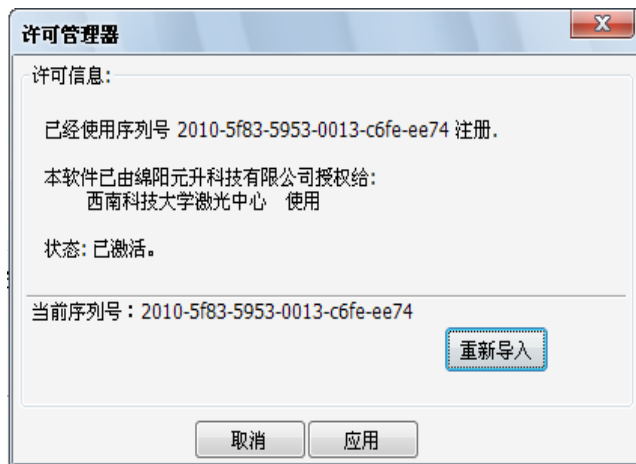 许可管理器
许可信息:
已经使用序列号 2010-5f83-5953-0013-c6fe-ee74 注册.
本软件已由绵阳元升科技有限公司授权给:
西南科技大学激光中心 使用
状态: 已激活。
当前序列号：2010-5f83-5953-0013-c6fe-ee74
重新导入
取消 应用